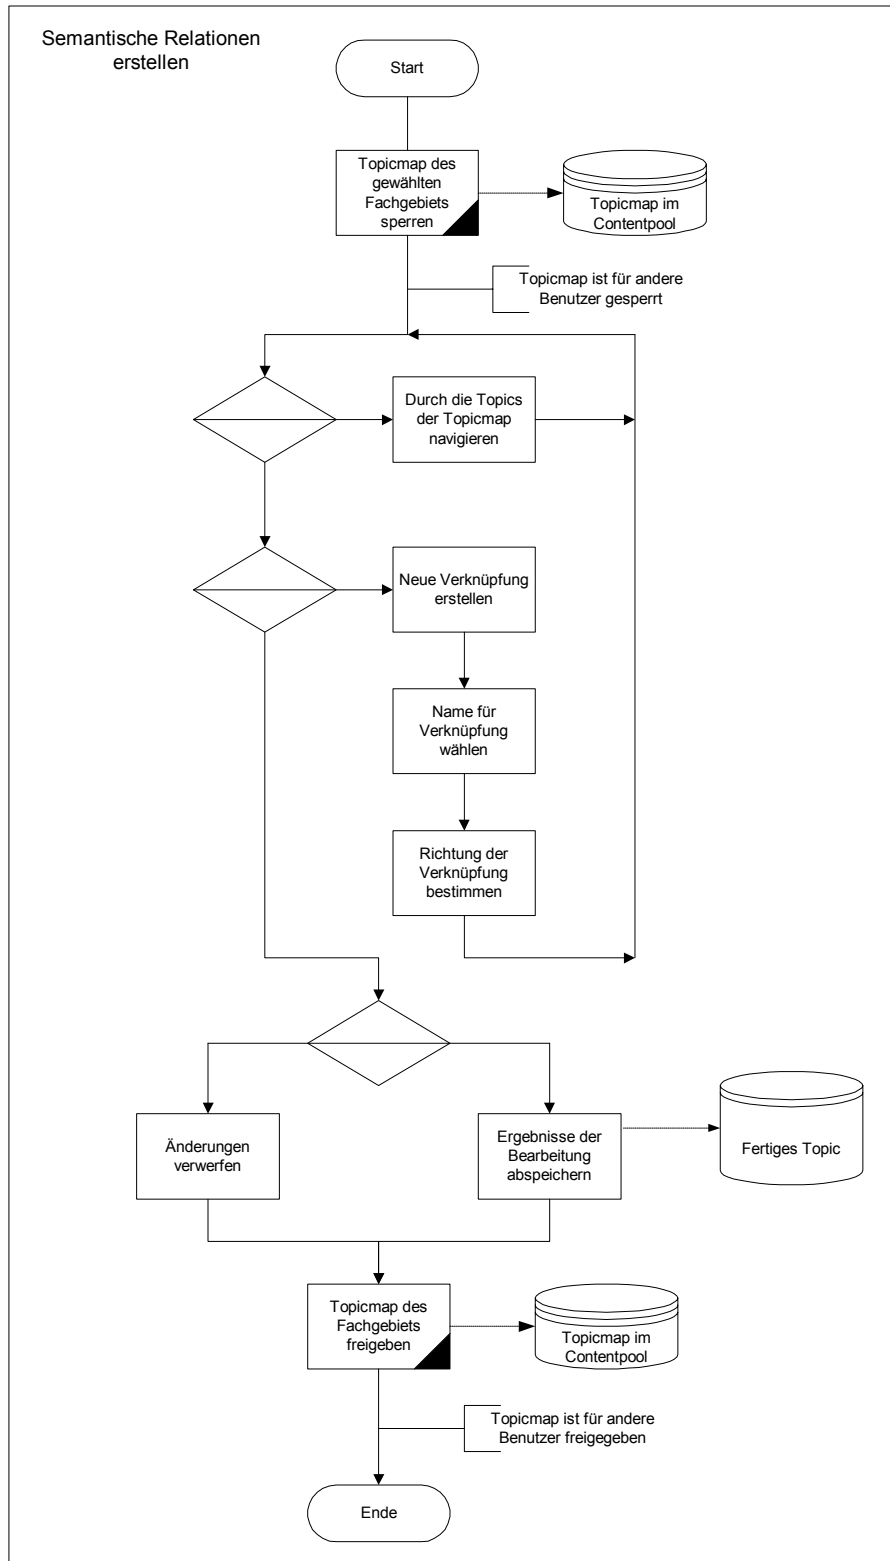 Semantische Relationen
erstellen
Start
Topicmap des
gewählten
Fachgebiets
sperren
Topicmap im
Contentpool
Topicmap ist für andere
Benutzer gesperrt
Durch die Topics
der Topicmap
navigieren
Neue Verknüpfung
erstellen
Name für
Verknüpfung
wählen
Richtung der
Verknüpfung
bestimmen
Änderungen
verwerfen
Ergebnisse der
Bearbeitung
abspeichern
Fertiges Topic
Topicmap des
Fachgebiets
freigeben
Topicmap im
Contentpool
Topicmap ist für andere
Benutzer freigegeben
Ende